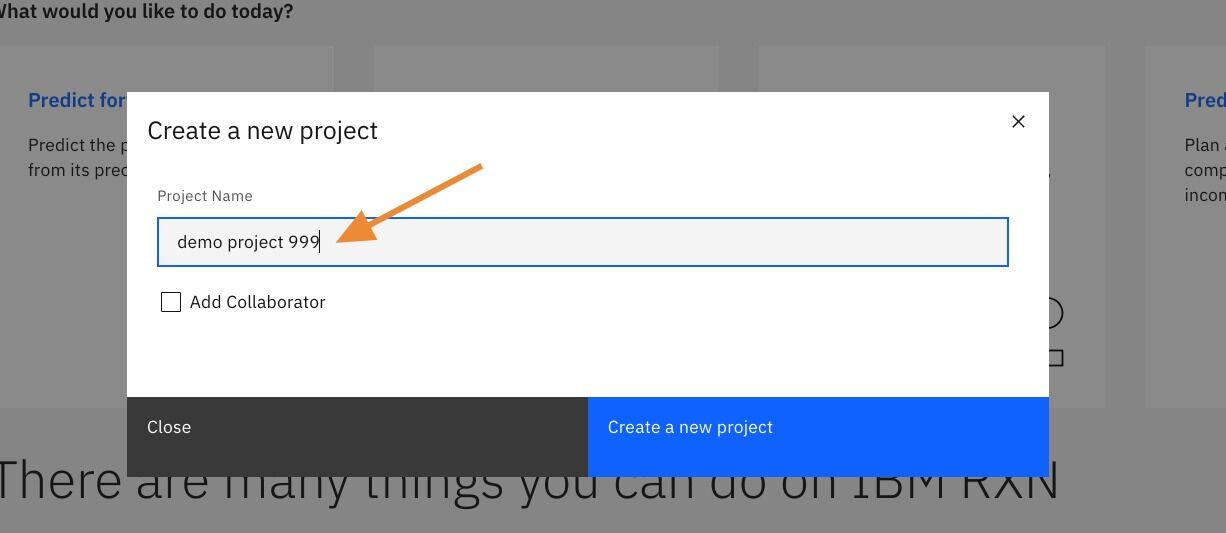 What would you like to do today?
Predict for
Pred
Create a new project
Predict the p
from its prec
Plan a
comp
incon
Project Name
demo project 999
Add Collaborator
Close
Create a new project
There are many things you can do on IBM RXN